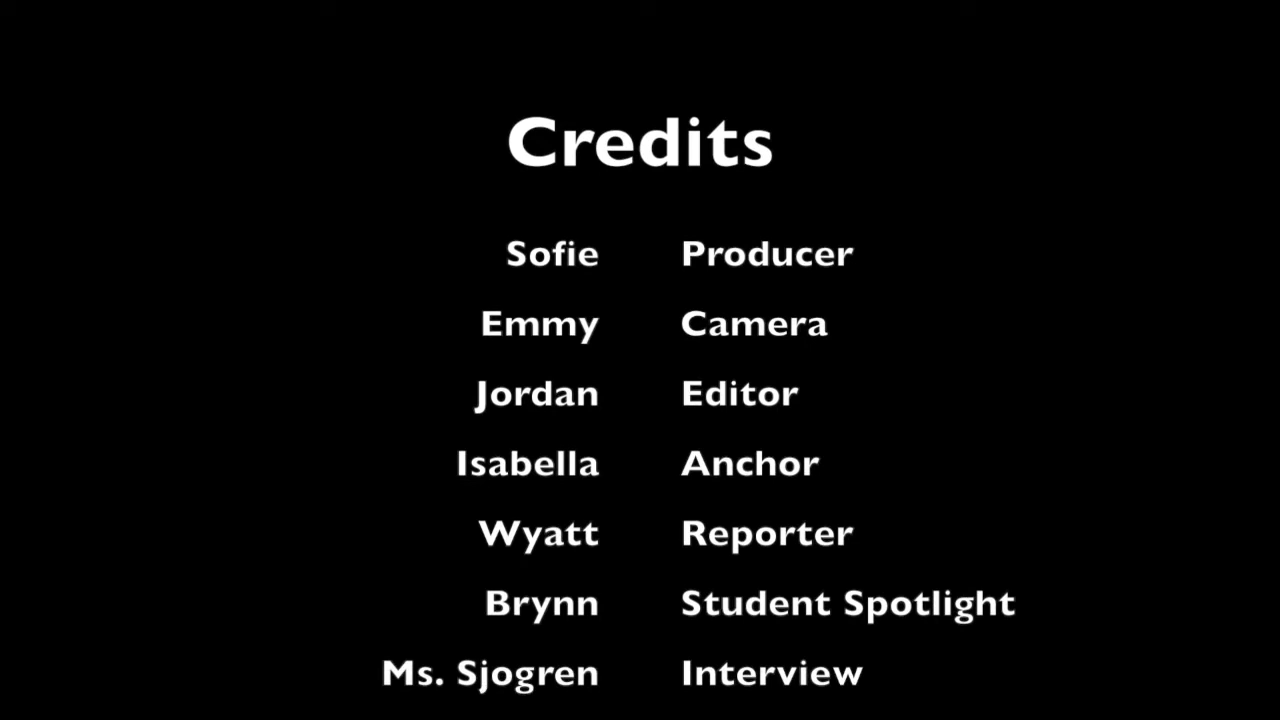 Credits
Sofie Producer
Emmy Camera
Jordan Editor
Isabella Anchor
Wyatt Reporter
Brynn Student Spotlight
Ms. Sjogren Interview